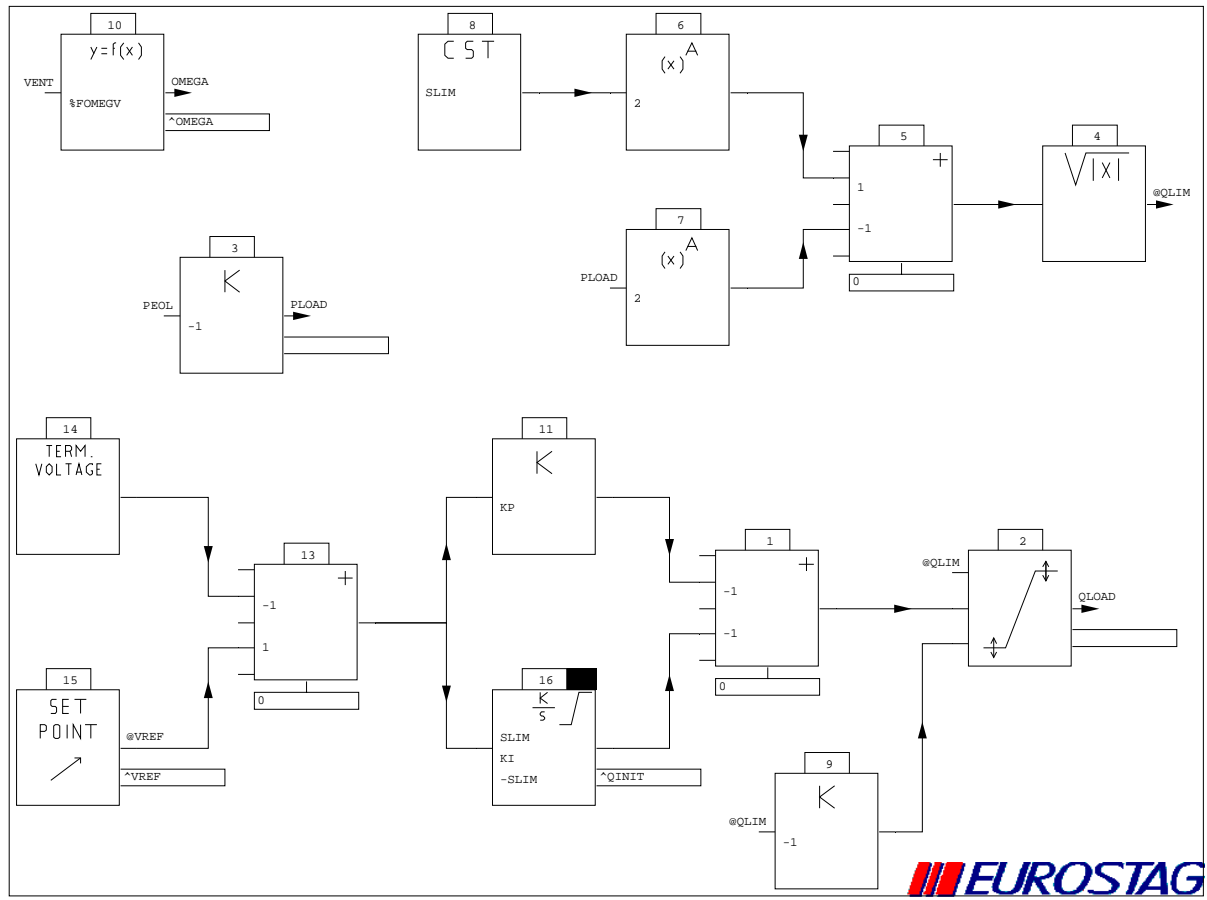 10
y=f(x)
VENT
OMEGA
%FOMEGV
^OMEGA
8
CST
SLIM
6
(x)^A
2
5
+
1
-1
0
4
√|X|
@QLIM
7
(x)^A
PLOAD
2
3
K
PEOL
PLOAD
-1
14
TERM.
VOLTAGE
11
K
KP
13
+
-1
1
0
1
+
-1
-1
0
2
@QLIM
QLOAD
15
SET
POINT
@VREF
^VREF
16
K
S
SLIM
KI
-SLIM
^QINIT
9
K
@QLIM
-1
EUROSTAG